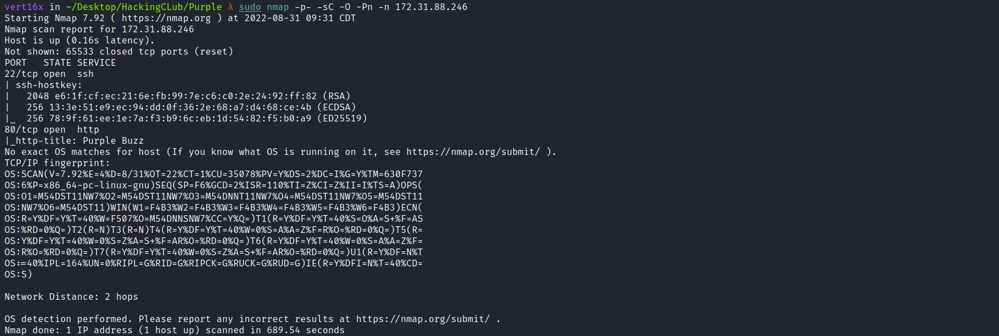 vert16x in ~/Desktop/HackingCLub/Purple λ sudo nmap -p- -sC -O -Pn -n 172.31.88.246
Starting Nmap 7.92 ( https://nmap.org ) at 2022-08-31 09:31 CDT
Nmap scan report for 172.31.88.246
Host is up (0.16s latency).
Not shown: 65533 closed tcp ports (reset)
PORT   STATE SERVICE
22/tcp open  ssh
| ssh-hostkey:
|   2048 e6:1f:cf:ec:21:6e:fb:99:7e:c6:c0:2e:24:92:ff:82 (RSA)
|   256 13:3e:51:e9:ec:94:dd:0f:36:2e:68:a7:d4:68:ce:4b (ECDSA)
|_  256 78:9f:61:ee:1e:7a:f3:b9:6c:eb:1d:54:82:f5:b0:a9 (ED25519)
80/tcp open  http
|_http-title: Purple Buzz
No exact OS matches for host (If you know what OS is running on it, see https://nmap.org/submit/ ).
TCP/IP fingerprint:
OS:SCAN(V=7.92%E=4%D=8/31%OT=22%CT=1%CU=35078%PV=Y%DS=2%DC=I%G=Y%TM=630F737
OS:6%P=x86_64-pc-linux-gnu)SEQ(SP=F6%GCD=2%ISR=110%TI=Z%CI=Z%II=I%TS=A)OPS(
OS:O1=M54DST11NW7%O2=M54DST11NW7%O3=M54DNNT11NW7%O4=M54DST11NW7%O5=M54DST11
OS:NW7%O6=M54DST11)WIN(W1=F4B3%W2=F4B3%W3=F4B3%W4=F4B3%W5=F4B3%W6=F4B3)ECN(
OS:R=Y%DF=Y%T=40%W=F507%O=M54DNNSNW7%CC=Y%Q=)T1(R=Y%DF=Y%T=40%S=O%A=S+%F=AS
OS:%RD=0%Q=)T2(R=N)T3(R=N)T4(R=Y%DF=Y%T=40%W=0%S=A%A=Z%F=R%O=%RD=0%Q=)T5(R=
OS:Y%DF=Y%T=40%W=0%S=Z%A=S+%F=AR%O=%RD=0%Q=)T6(R=Y%DF=Y%T=40%W=0%S=A%A=Z%F=
OS:R%O=%RD=0%Q=)T7(R=Y%DF=Y%T=40%W=0%S=Z%A=S+%F=AR%O=%RD=0%Q=)U1(R=Y%DF=N%T
OS:=40%IPL=164%UN=0%RIPL=G%RID=G%RIPCK=G%RUCK=G%RUD=G)IE(R=Y%DFI=N%T=40%CD=
OS:S)
Network Distance: 2 hops
OS detection performed. Please report any incorrect results at https://nmap.org/submit/ .
Nmap done: 1 IP address (1 host up) scanned in 689.54 seconds